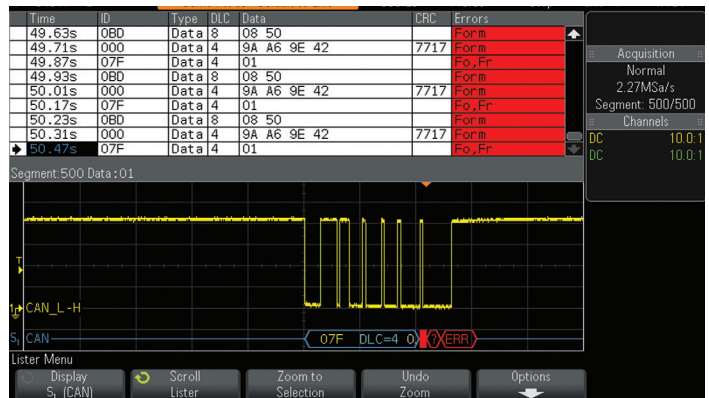 Time ID Type DLC Data CRC Errors
49.63s 0BD Data 8 08 50 Form
49.71s 000 Data 4 9A A6 9E 42 7717 Form
49.87s 07F Data 4 01 Fo,Fr
49.93s 0BD Data 8 08 50 Form
50.01s 000 Data 4 9A A6 9E 42 7717 Form
50.17s 07F Data 4 01 Fo,Fr
50.23s 0BD Data 8 08 50 Form
50.31s 000 Data 4 9A A6 9E 42 7717 Form
50.47s 07F Data 4 01 Fo,Fr
Acquisition
Normal
2.27MSa/s
Segment: 500/500
Channels
DC 10.0:1
DC 10.0:1
Segment:500 Data:01
T
1 CAN_L-H
S1 CAN 07F DLC=4 0 ? ERR
Lister Menu
Display
S1 (CAN)
Scroll
Lister
Zoom to
Selection
Undo
Zoom
Options